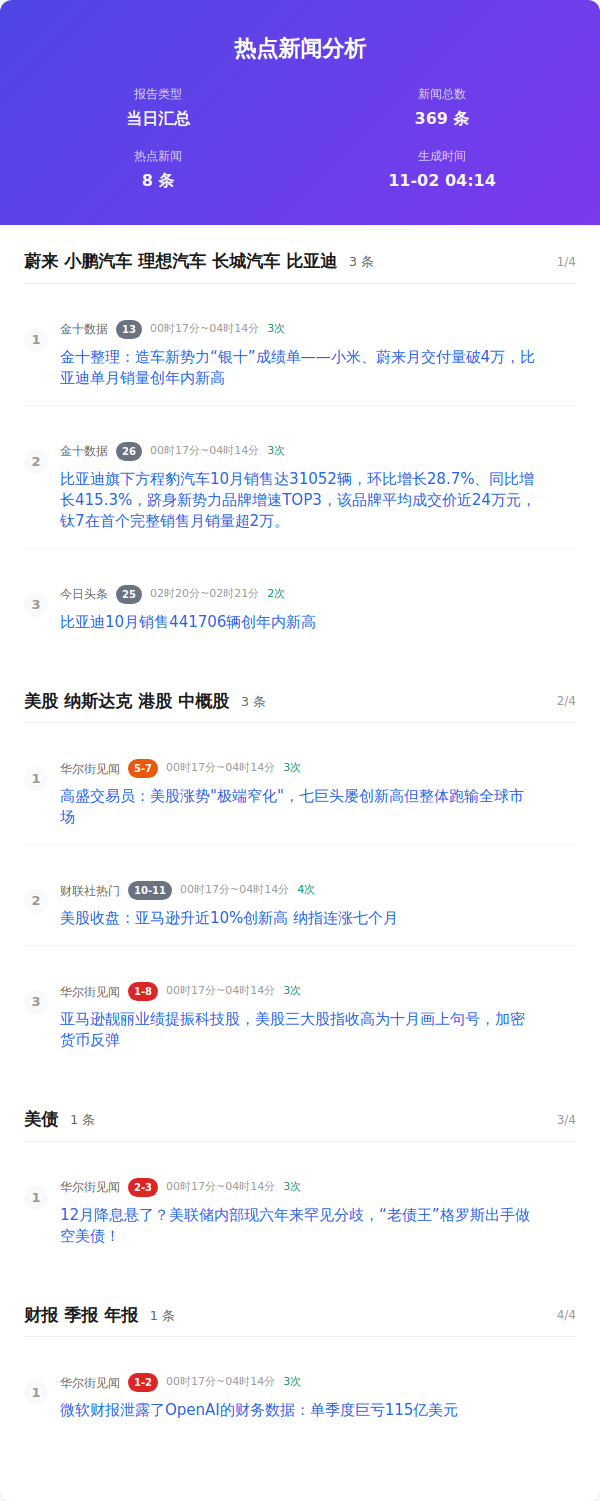 热点新闻分析
报告类型
当日汇总
新闻总数
369 条
热点新闻
8 条
生成时间
11-02 04:14
蔚来 小鹏汽车 理想汽车 长城汽车 比亚迪 3 条 1/4
1
金十数据 13 00时17分~04时14分 3次
金十整理：造车新势力“银十”成绩单——小米、蔚来月交付量破4万，比
亚迪单月销量创年内新高
2
金十数据 26 00时17分~04时14分 3次
比亚迪旗下方程豹汽车10月销售达31052辆，环比增长28.7%、同比增
长415.3%，跻身新势力品牌增速TOP3，该品牌平均成交价近24万元，
钛7在首个完整销售月销量超2万。
3
今日头条 25 02时20分~02时21分 2次
比亚迪10月销售441706辆创年内新高
美股 纳斯达克 港股 中概股 3 条 2/4
1
华尔街见闻 5-7 00时17分~04时14分 3次
高盛交易员：美股涨势"极端窄化"，七巨头屡创新高但整体跑输全球市
场
2
财联社热门 10-11 00时17分~04时14分 4次
美股收盘：亚马逊升近10%创新高 纳指连涨七个月
3
华尔街见闻 1-8 00时17分~04时14分 3次
亚马逊靓丽业绩提振科技股，美股三大股指收高为十月画上句号，加密
货币反弹
美债 1 条 3/4
1
华尔街见闻 2-3 00时17分~04时14分 3次
12月降息悬了？美联储内部现六年来罕见分歧，“老债王”格罗斯出手做
空美债！
财报 季报 年报 1 条 4/4
1
华尔街见闻 1-2 00时17分~04时14分 3次
微软财报泄露了OpenAI的财务数据：单季度巨亏115亿美元